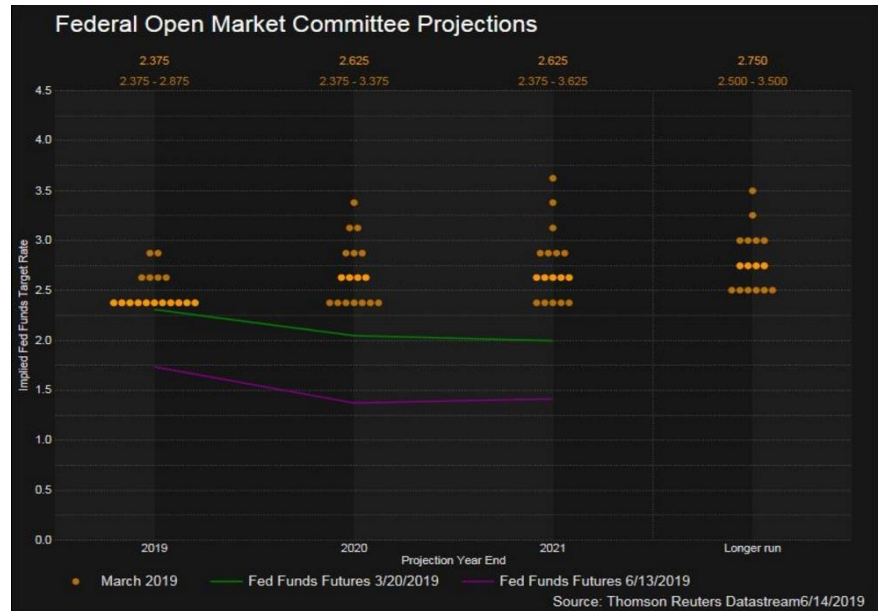 Federal Open Market Committee Projections
2.375 2.625 2.625 2.750
2.375 - 2.875 2.375 - 3.375 2.375 - 3.625 2.500 - 3.500
4.5
4.0
3.5
3.0
2.5
2.0
1.5
1.0
0.5
0.0
Implied Fed Funds Target Rate
2019 2020 2021 Longer run
Projection Year End
March 2019 Fed Funds Futures 3/20/2019 Fed Funds Futures 6/13/2019
Source: Thomson Reuters Datastream6/14/2019